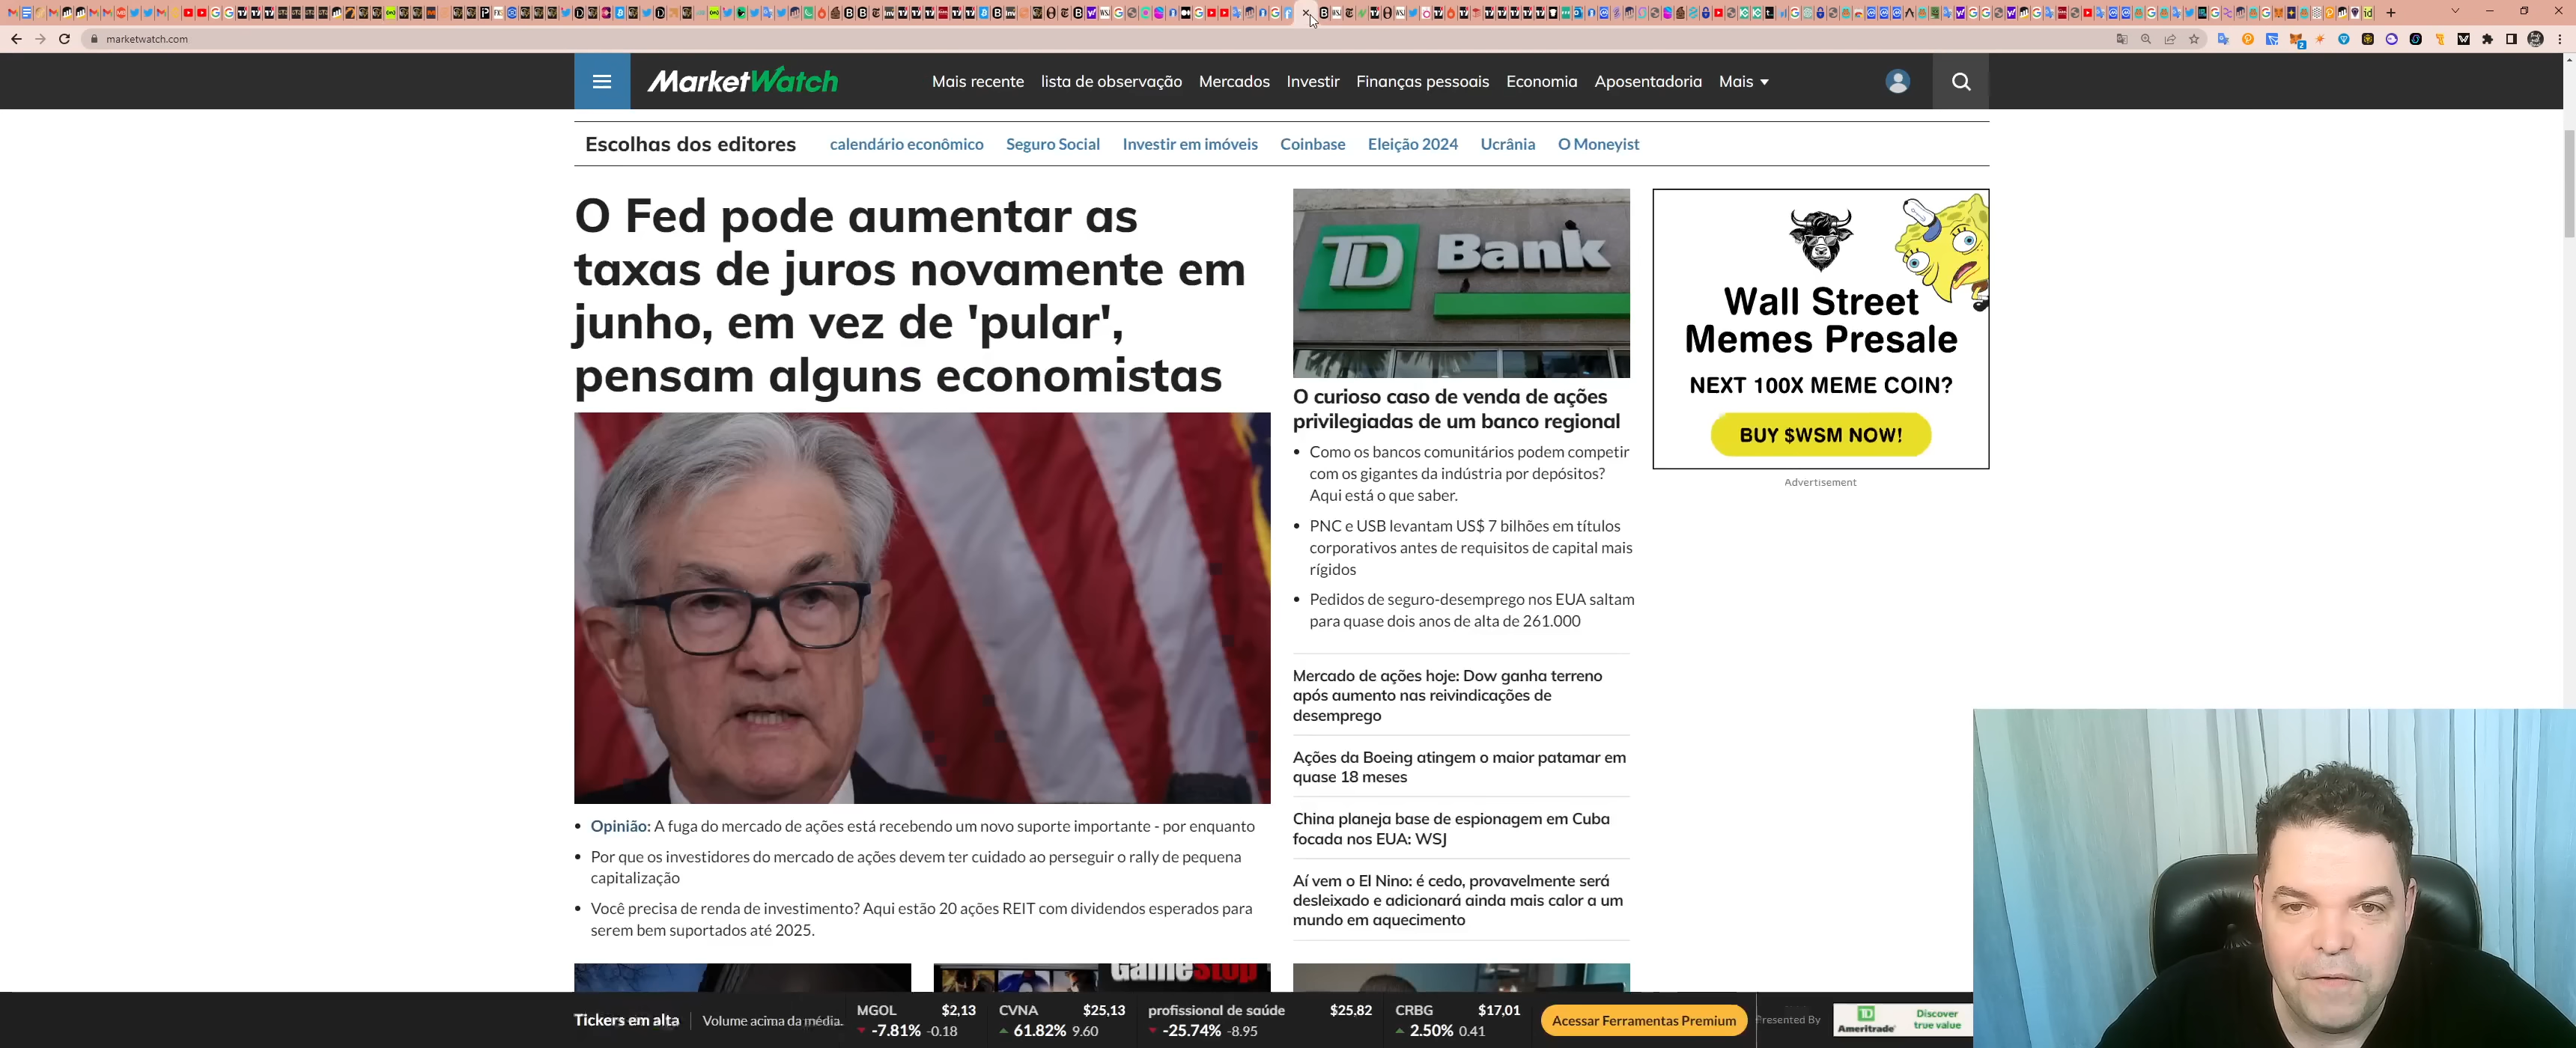 marketwatch.com
MarketWatch
Mais recente lista de observação Mercados Investir Finanças pessoais Economia Aposentadoria Mais
Escolhas dos editores calendário econômico Seguro Social Investir em imóveis Coinbase Eleição 2024 Ucrânia O Moneyist
O Fed pode aumentar as
taxas de juros novamente em
junho, em vez de 'pular',
pensam alguns economistas
Opinião: A fuga do mercado de ações está recebendo um novo suporte importante - por enquanto
Por que os investidores do mercado de ações devem ter cuidado ao perseguir o rally de pequena
capitalização
Você precisa de renda de investimento? Aqui estão 20 ações REIT com dividendos esperados para
serem bem suportados até 2025.
GameStop
TD Bank
O curioso caso de venda de ações
privilegiadas de um banco regional
Como os bancos comunitários podem competir
com os gigantes da indústria por depósitos?
Aqui está o que saber.
PNC e USB levantam US$ 7 bilhões em títulos
corporativos antes de requisitos de capital mais
rígidos
Pedidos de seguro-desemprego nos EUA saltam
para quase dois anos de alta de 261.000
Mercado de ações hoje: Dow ganha terreno
após aumento nas reivindicações de
desemprego
Ações da Boeing atingem o maior patamar em
quase 18 meses
China planeja base de espionagem em Cuba
focada nos EUA: WSJ
Aí vem o El Nino: é cedo, provavelmente será
desleixado e adicionará ainda mais calor a um
mundo em aquecimento
Wall Street
Memes Presale
NEXT 100X MEME COIN?
BUY $WSM NOW!
Advertisement
Tickers em alta Volume acima da média.
MGOL $2,13
-7.81% -0.18
CVNA $25,13
61.82% 9.60
profissional de saúde $25,82
-25.74% -8.95
CRBG $17,01
2.50% 0.41
Acessar Ferramentas Premium
Presented By
TD
Ameritrade
Discover
true value